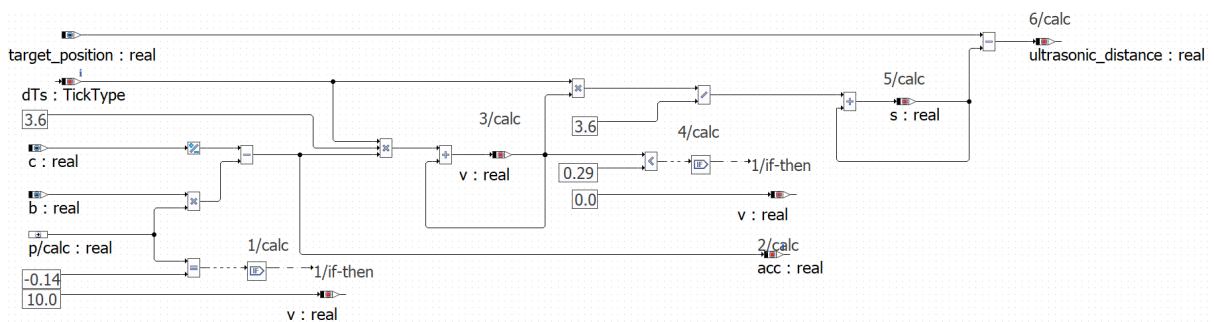 6/calc
target_position : real
ultrasonic_distance : real
i
dTs : TickType
5/calc
s : real
3.6
3/calc
3.6
4/calc
c : real
1/if-then
v : real
0.29
0.0
b : real
v : real
p/calc : real
1/calc
2/calc
acc : real
1/if-then
-0.14
10.0
v : real